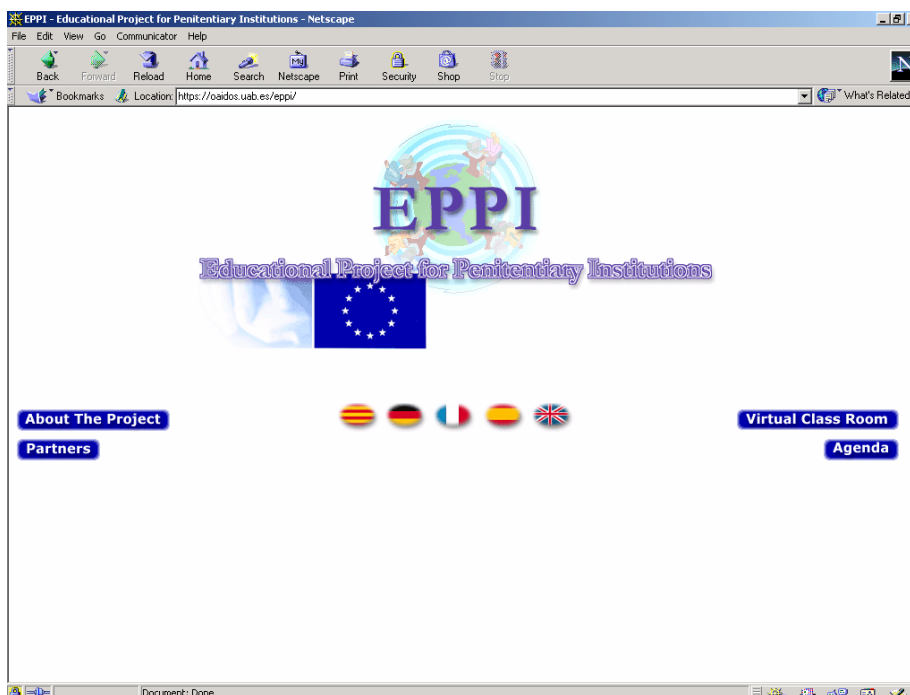 EPPI - Educational Project for Penitentiary Institutions - Netscape
File Edit View Go Communicator Help
Back Forward Reload Home Search Netscape Print Security Shop Stop
My
N
Bookmarks Location: https://oaidos.uab.es/eppi/ What's Related
EPPI
Educational Project for Penitentiary Institutions
About The Project
Virtual Class Room
Partners
Agenda
Document: Done